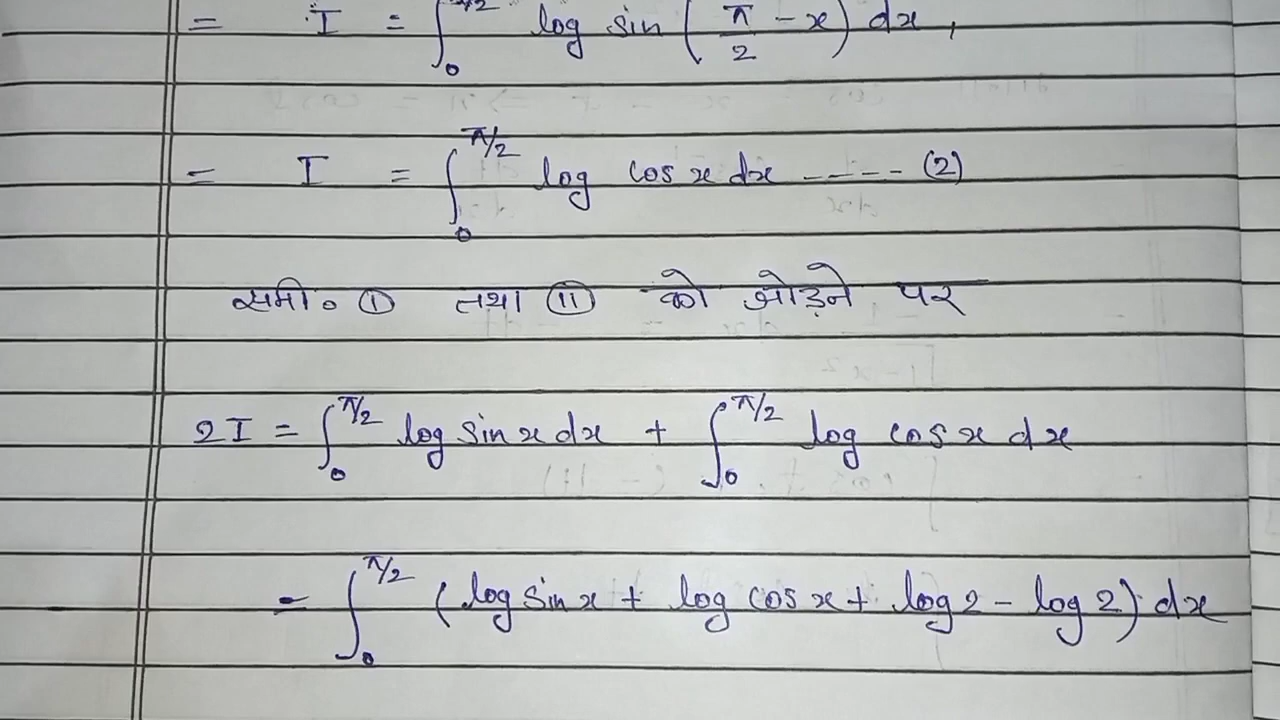 = I = ∫₀^π/2 log sin (π/2 - x) dx,
= I = ∫₀^π/2 log cos x dx ----- (2)
समी० ① तथा ⑪ को जोड़ने पर
2I = ∫₀^π/2 log sin x dx + ∫₀^π/2 log cos x dx
= ∫₀^π/2 (log sin x + log cos x + log 2 - log 2) dx